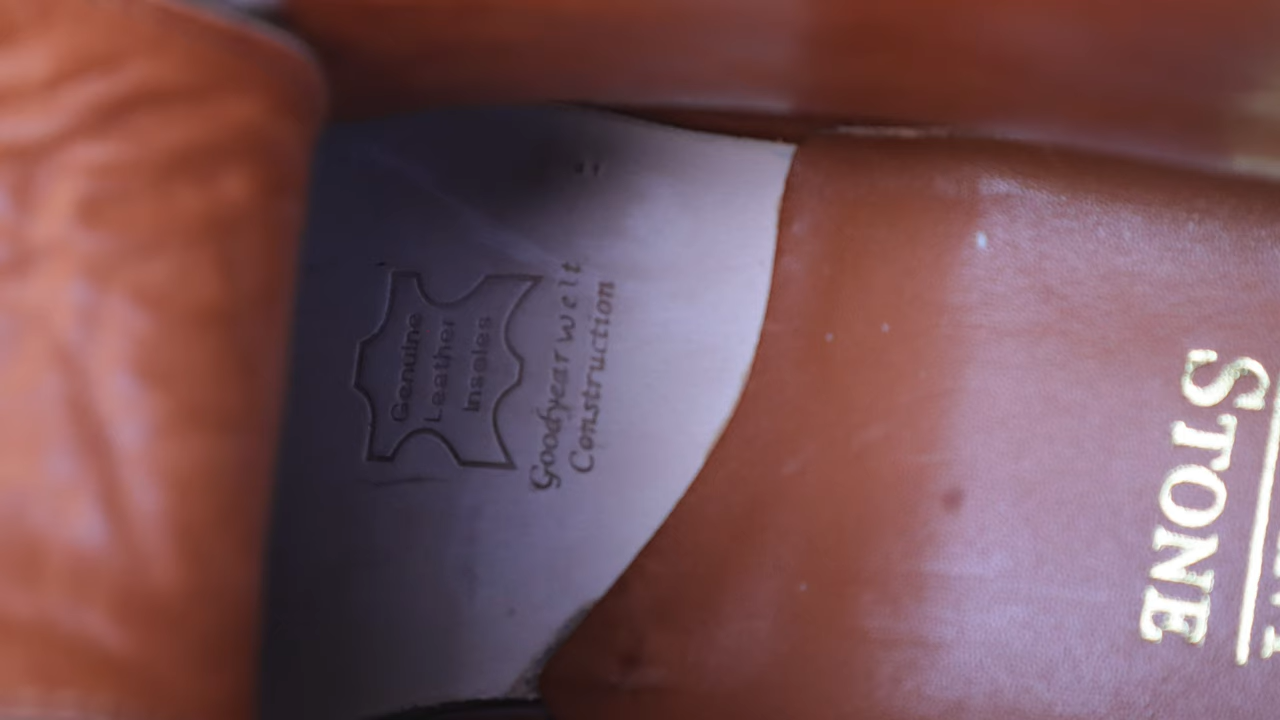 Genuine
Leather
Insoles
Goodyear welt
Construction
STONE